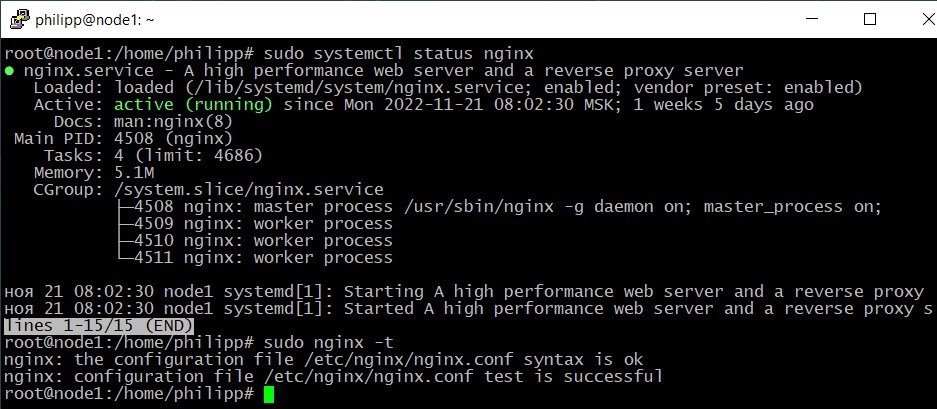 philipp@node1: ~
root@node1:/home/philipp# sudo systemctl status nginx
● nginx.service - A high performance web server and a reverse proxy server
   Loaded: loaded (/lib/systemd/system/nginx.service; enabled; vendor preset: enabled)
   Active: active (running) since Mon 2022-11-21 08:02:30 MSK; 1 weeks 5 days ago
     Docs: man:nginx(8)
 Main PID: 4508 (nginx)
    Tasks: 4 (limit: 4686)
   Memory: 5.1M
   CGroup: /system.slice/nginx.service
           ├─4508 nginx: master process /usr/sbin/nginx -g daemon on; master_process on;
           ├─4509 nginx: worker process
           ├─4510 nginx: worker process
           └─4511 nginx: worker process
ноя 21 08:02:30 node1 systemd[1]: Starting A high performance web server and a reverse proxy
ноя 21 08:02:30 node1 systemd[1]: Started A high performance web server and a reverse proxy s
lines 1-15/15 (END)
root@node1:/home/philipp# sudo nginx -t
nginx: the configuration file /etc/nginx/nginx.conf syntax is ok
nginx: configuration file /etc/nginx/nginx.conf test is successful
root@node1:/home/philipp#